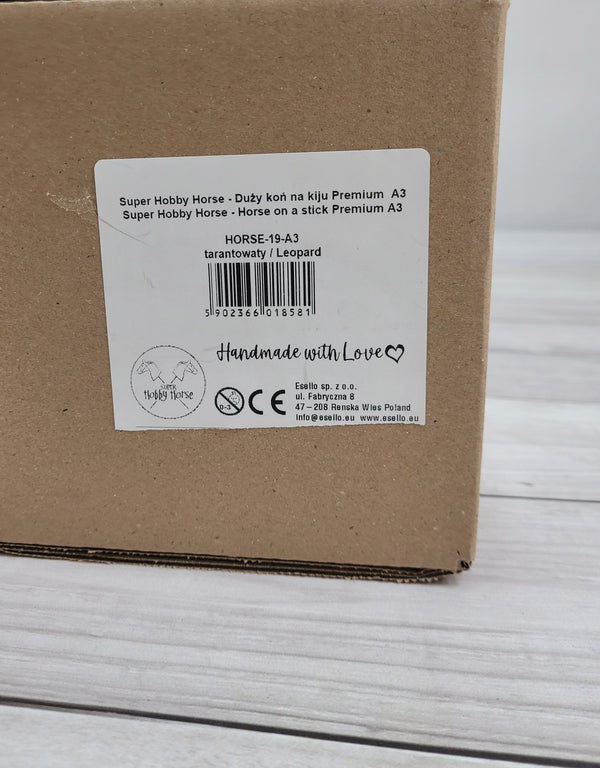 Super Hobby Horse - Duży koń na kiju Premium A3
Super Hobby Horse - Horse on a stick Premium A3
HORSE-19-A3
tarantowaty / Leopard
5 902366 018581
Handmade with Love
SUPER
Hobby Horse
0-3
CE
Esello sp. z o.o.
ul. Fabryczna 8
47-208 Renska Wies Poland
info@esello.eu www.esello.eu